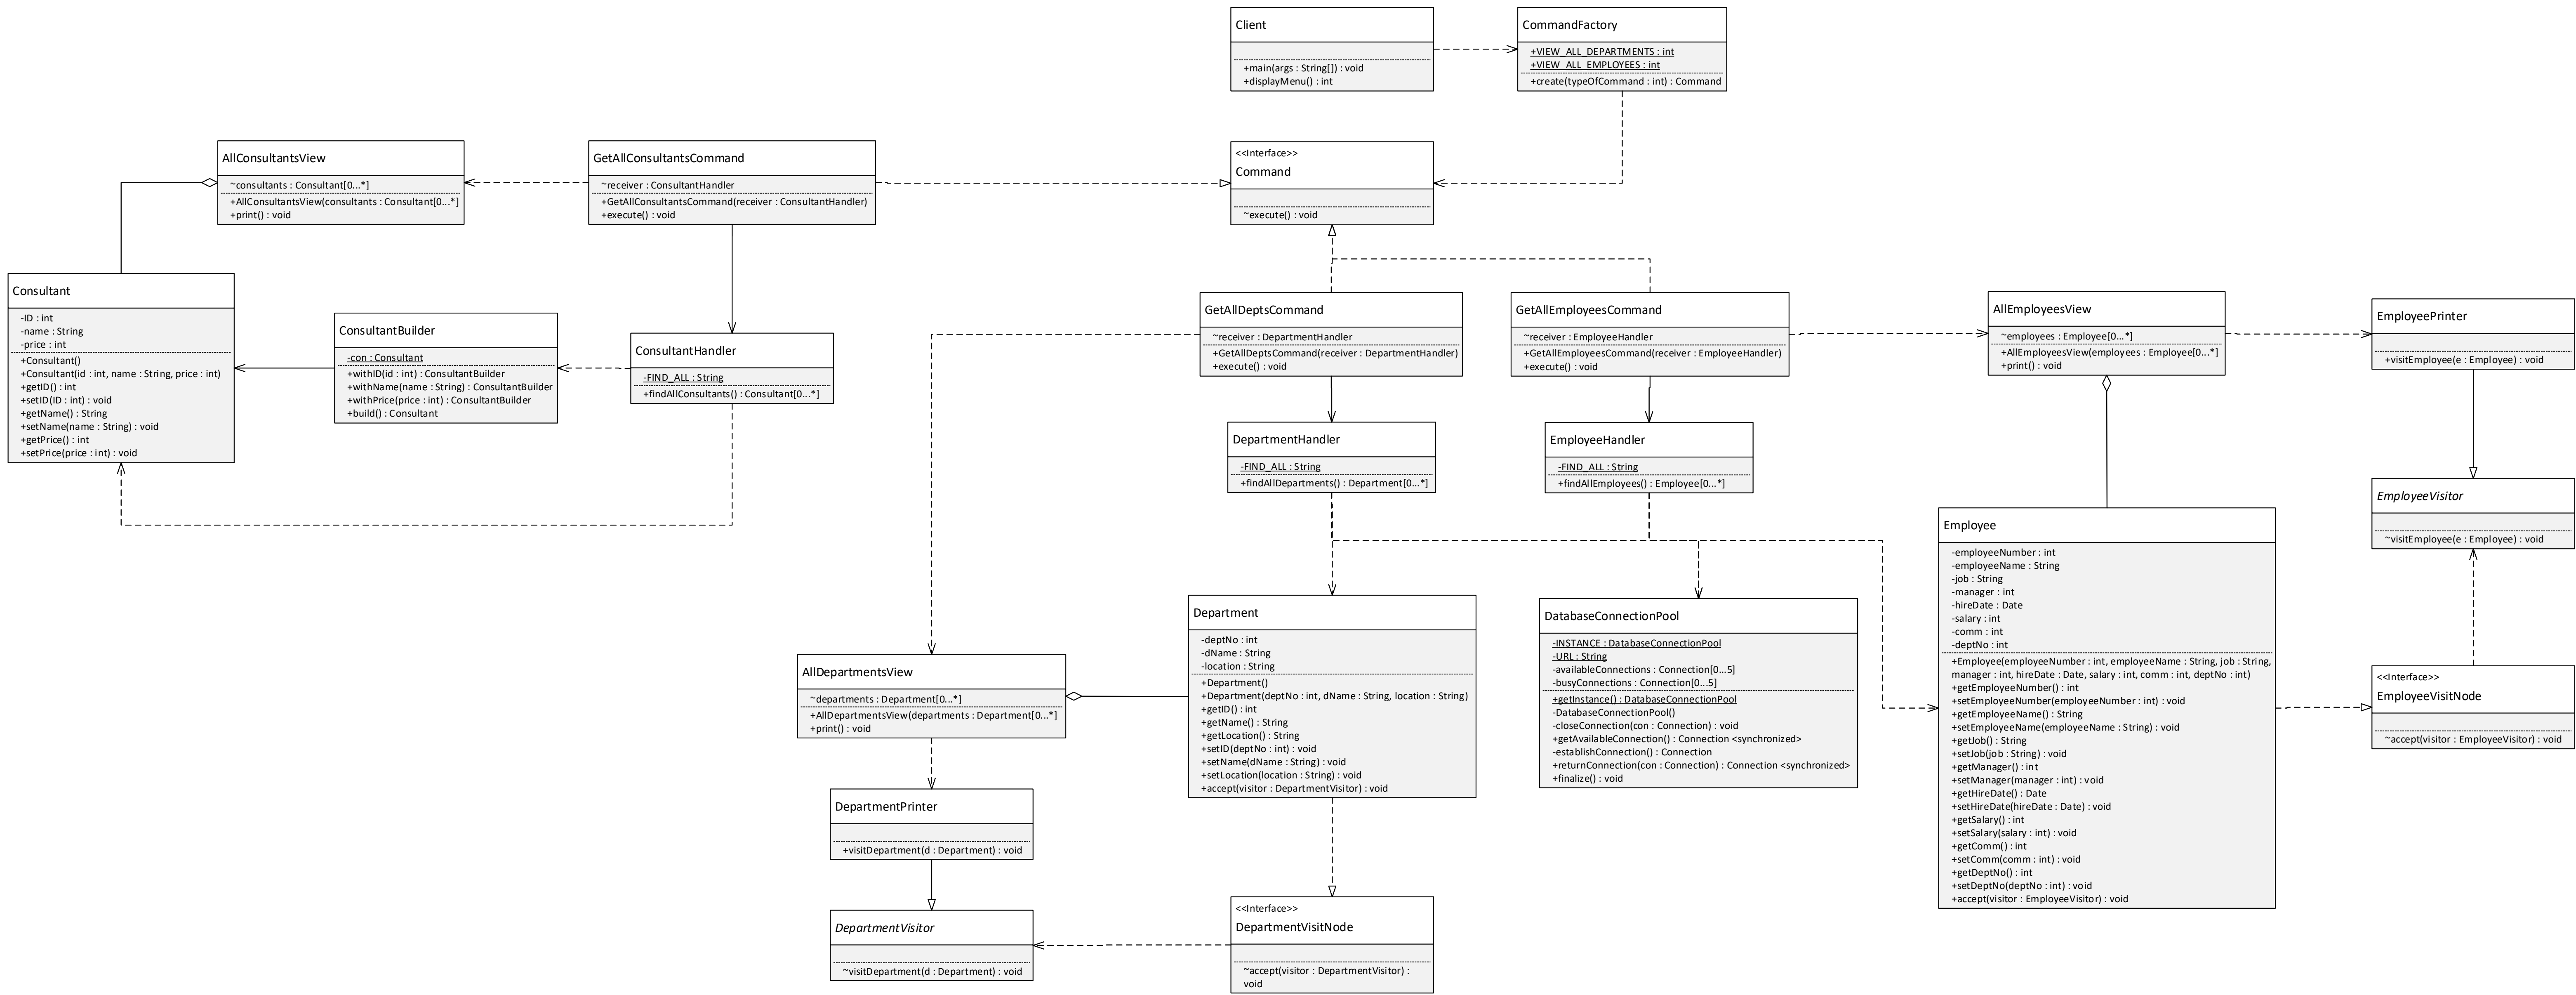 Client
+main(args : String[]) : void
+displayMenu() : int
CommandFactory
+VIEW_ALL_DEPARTMENTS : int
+VIEW_ALL_EMPLOYEES : int
+create(typeOfCommand : int) : Command
AllConsultantsView
~consultants : Consultant[0...*]
+AllConsultantsView(consultants : Consultant[0...*]
+print() : void
GetAllConsultantsCommand
~receiver : ConsultantHandler
+GetAllConsultantsCommand(receiver : ConsultantHandler)
+execute() : void
<<Interface>>
Command
~execute() : void
Consultant
-ID : int
-name : String
-price : int
+Consultant()
+Consultant(id : int, name : String, price : int)
+getID() : int
+setID(ID : int) : void
+getName() : String
+setName(name : String) : void
+getPrice() : int
+setPrice(price : int) : void
ConsultantBuilder
-con : Consultant
+withID(id : int) : ConsultantBuilder
+withName(name : String) : ConsultantBuilder
+withPrice(price : int) : ConsultantBuilder
+build() : Consultant
ConsultantHandler
-FIND_ALL : String
+findAllConsultants() : Consultant[0...*]
GetAllDeptsCommand
~receiver : DepartmentHandler
+GetAllDeptsCommand(receiver : DepartmentHandler)
+execute() : void
GetAllEmployeesCommand
~receiver : EmployeeHandler
+GetAllEmployeesCommand(receiver : EmployeeHandler)
+execute() : void
AllEmployeesView
~employees : Employee[0...*]
+AllEmployeesView(employees : Employee[0...*]
+print() : void
EmployeePrinter
+visitEmployee(e : Employee) : void
DepartmentHandler
-FIND_ALL : String
+findAllDepartments() : Department[0...*]
EmployeeHandler
-FIND_ALL : String
+findAllEmployees() : Employee[0...*]
EmployeeVisitor
~visitEmployee(e : Employee) : void
Employee
-employeeNumber : int
-employeeName : String
-job : String
-manager : int
-hireDate : Date
-salary : int
-comm : int
-deptNo : int
+Employee(employeeNumber : int, employeeName : String, job : String,
manager : int, hireDate : Date, salary : int, comm : int, deptNo : int)
+getEmployeeNumber() : int
+setEmployeeNumber(employeeNumber : int) : void
+getEmployeeName() : String
+setEmployeeName(employeeName : String) : void
+getJob() : String
+setJob(job : String) : void
+getManager() : int
+setManager(manager : int) : void
+getHireDate() : Date
+setHireDate(hireDate : Date) : void
+getSalary() : int
+setSalary(salary : int) : void
+getComm() : int
+setComm(comm : int) : void
+getDeptNo() : int
+setDeptNo(deptNo : int) : void
+accept(visitor : EmployeeVisitor) : void
Department
-deptNo : int
-dName : String
-location : String
+Department()
+Department(deptNo : int, dName : String, location : String)
+getID() : int
+getName() : String
+getLocation() : String
+setID(deptNo : int) : void
+setName(dName : String) : void
+setLocation(location : String) : void
+accept(visitor : DepartmentVisitor) : void
DatabaseConnectionPool
-INSTANCE : DatabaseConnectionPool
-URL : String
-availableConnections : Connection[0...5]
-busyConnections : Connection[0...5]
+getInstance() : DatabaseConnectionPool
-DatabaseConnectionPool()
-closeConnection(con : Connection) : void
+getAvailableConnection() : Connection <synchronized>
-establishConnection() : Connection
+returnConnection(con : Connection) : Connection <synchronized>
+finalize() : void
AllDepartmentsView
~departments : Department[0...*]
+AllDepartmentsView(departments : Department[0...*]
+print() : void
<<Interface>>
EmployeeVisitNode
~accept(visitor : EmployeeVisitor) : void
DepartmentPrinter
+visitDepartment(d : Department) : void
DepartmentVisitor
~visitDepartment(d : Department) : void
<<Interface>>
DepartmentVisitNode
~accept(visitor : DepartmentVisitor) :
void